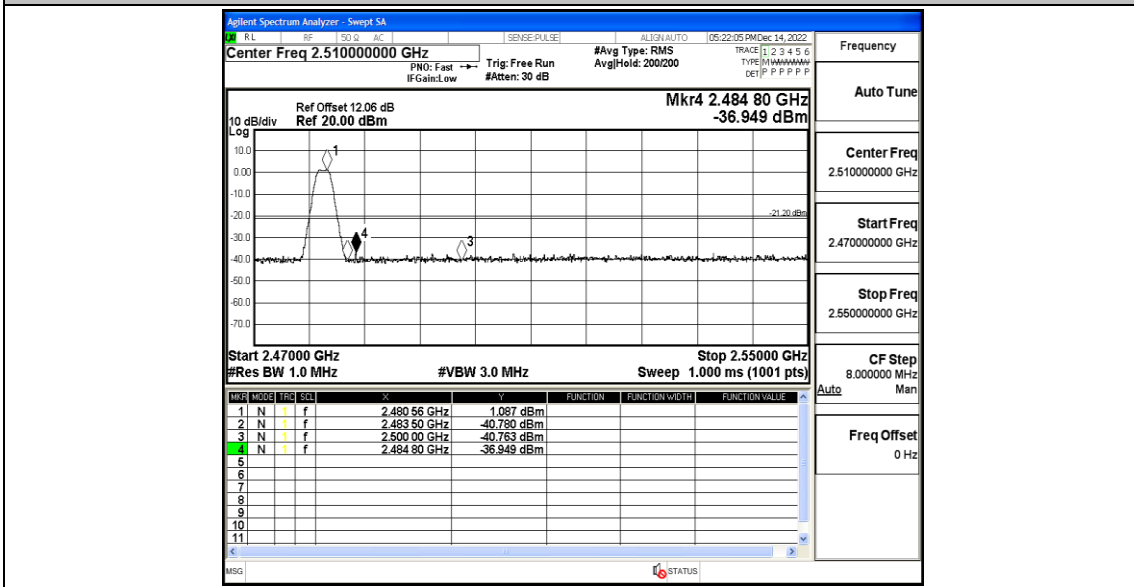 Agilent Spectrum Analyzer - Swept SA
LXI RL RF 50 Ω AC SENSE:PULSE ALIGN AUTO 05:22:05 PM Dec 14, 2022
Center Freq 2.510000000 GHz
PNO: Fast
IFGain:Low
Trig: Free Run
#Atten: 30 dB
#Avg Type: RMS
Avg|Hold: 200/200
TRACE 1 2 3 4 5 6
TYPE M
DET P P P P P P
Frequency
Auto Tune
Center Freq
2.510000000 GHz
Start Freq
2.470000000 GHz
Stop Freq
2.550000000 GHz
CF Step
8.000000 MHz
Auto Man
Freq Offset
0 Hz
Mkr4 2.484 80 GHz
-36.949 dBm
Ref Offset 12.06 dB
10 dB/div Ref 20.00 dBm
Log
10.0
0.00
-10.0
-20.0
-30.0
-40.0
-50.0
-60.0
-70.0
1
4
3
-21.20 dBm
Start 2.47000 GHz Stop 2.55000 GHz
#Res BW 1.0 MHz #VBW 3.0 MHz Sweep 1.000 ms (1001 pts)
MKR MODE TRC SCL X Y FUNCTION FUNCTION WIDTH FUNCTION VALUE
1 N 1 f 2.480 56 GHz 1.087 dBm
2 N 1 f 2.483 50 GHz -40.780 dBm
3 N 1 f 2.500 00 GHz -40.763 dBm
4 N 1 f 2.484 80 GHz -36.949 dBm
5
6
7
8
9
10
11
MSG STATUS